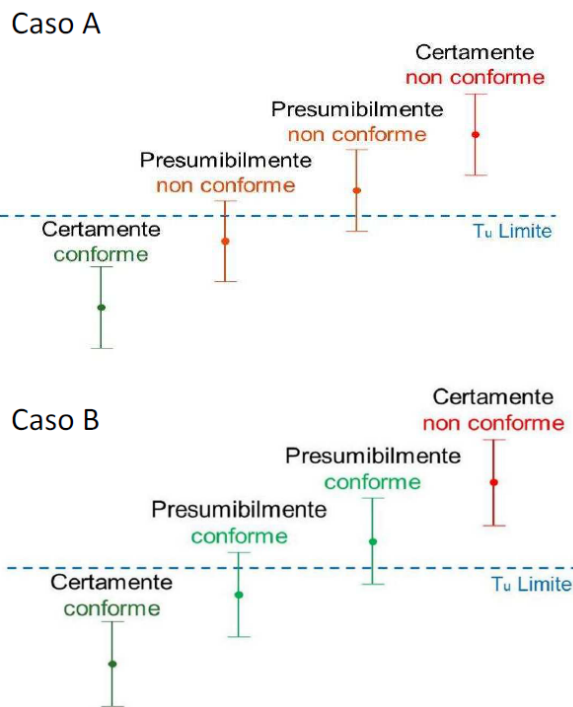 Caso A
Certamente
non conforme
Presumibilmente
non conforme
Presumibilmente
non conforme
Certamente
conforme
Tu Limite
Caso B
Certamente
non conforme
Presumibilmente
conforme
Presumibilmente
conforme
Certamente
conforme
Tu Limite